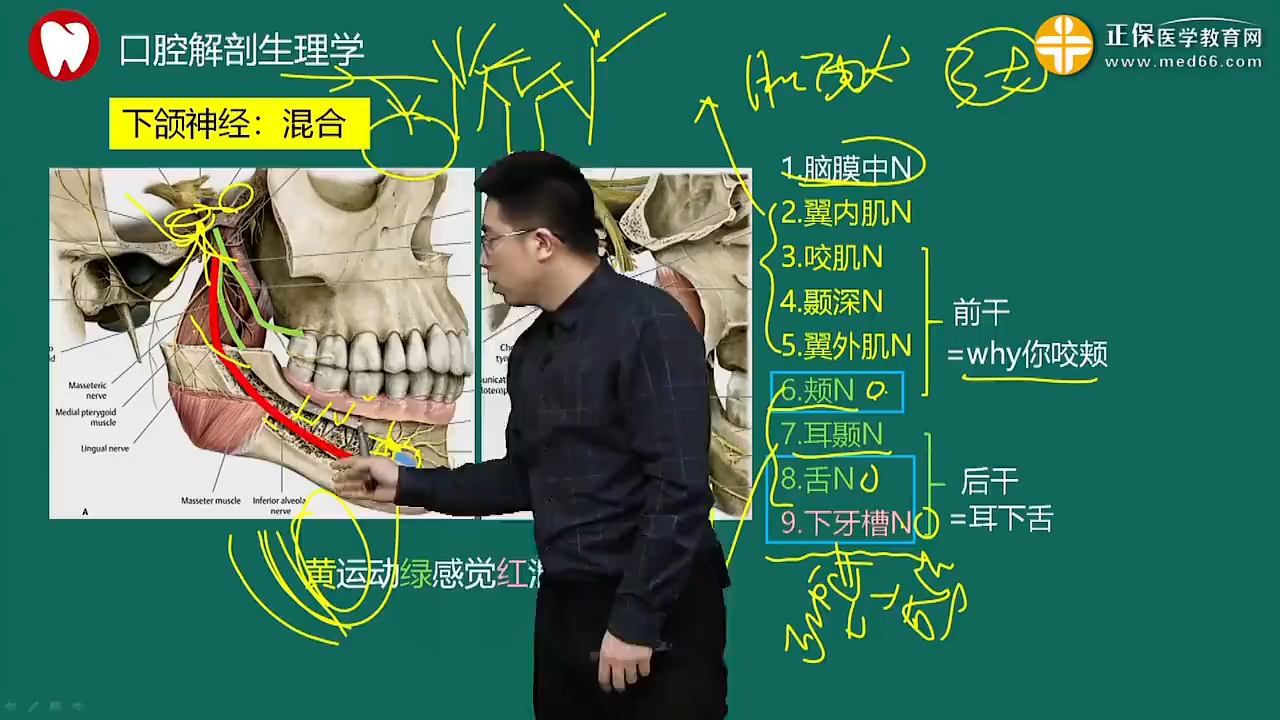 口腔解剖生理学
正保医学教育网
www.med66.com
下颌神经：混合
1.脑膜中N
2.翼内肌N
3.咬肌N
4.颞深N
5.翼外肌N
6.颊N
7.耳颞N
8.舌N
9.下牙槽N
前干
=why你咬颊
后干
=耳下舌
Masseteric
nerve
Medial pterygoid
muscle
Lingual nerve
Masseter muscle
Inferior alveola
nerve
A
黄运动绿感觉红